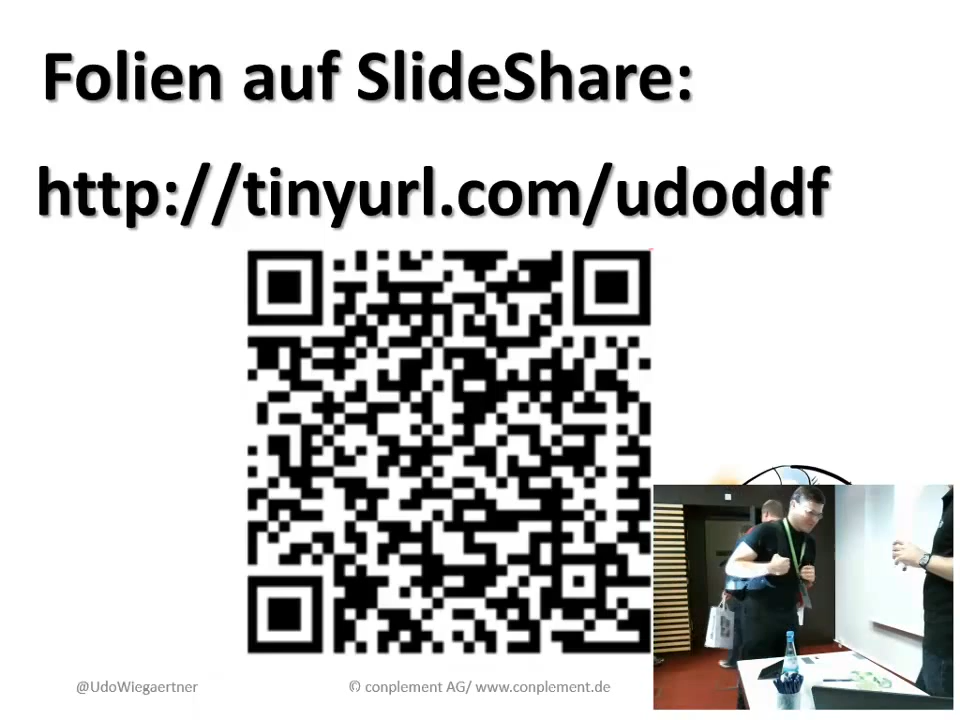 Folien auf SlideShare:
http://tinyurl.com/udoddf
@UdoWiegaertner
© conplement AG/ www.conplement.de